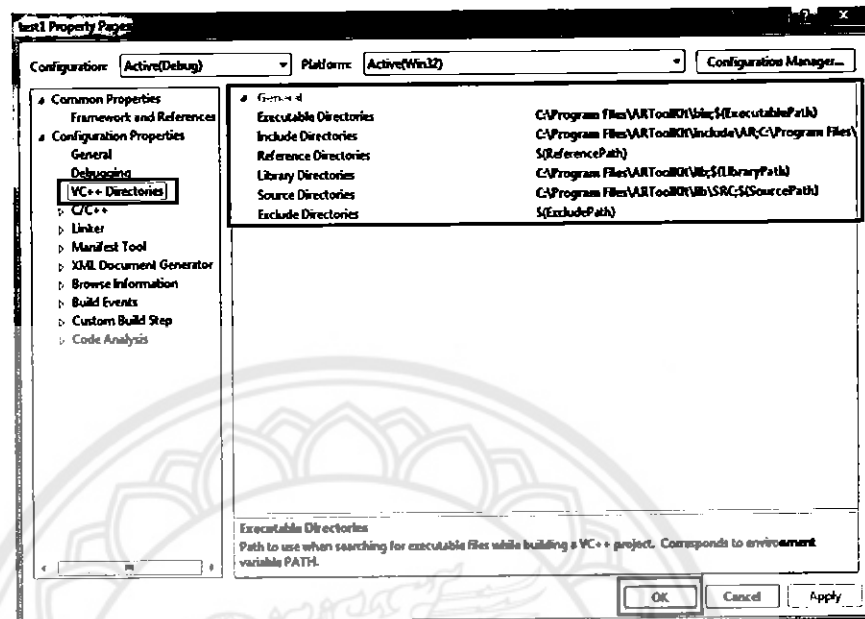 test1 Property Pages
Configuration: Active(Debug) Platform: Active(Win32) Configuration Manager...
Common Properties
Framework and References
Configuration Properties
General
Debugging
VC++ Directories
C/C++
Linker
Manifest Tool
XML Document Generator
Browse Information
Build Events
Custom Build Step
Code Analysis
General
Executable Directories C:\Program Files\ARToolKit\bin;$(ExecutablePath)
Include Directories C:\Program Files\ARToolKit\include\AR;C:\Program Files\
Reference Directories $(ReferencePath)
Library Directories C:\Program Files\ARToolKit\lib;$(LibraryPath)
Source Directories C:\Program Files\ARToolKit\lib\SRC;$(SourcePath)
Exclude Directories $(ExcludePath)
Executable Directories
Path to use when searching for executable files while building a VC++ project. Corresponds to environment
variable PATH.
OK Cancel Apply